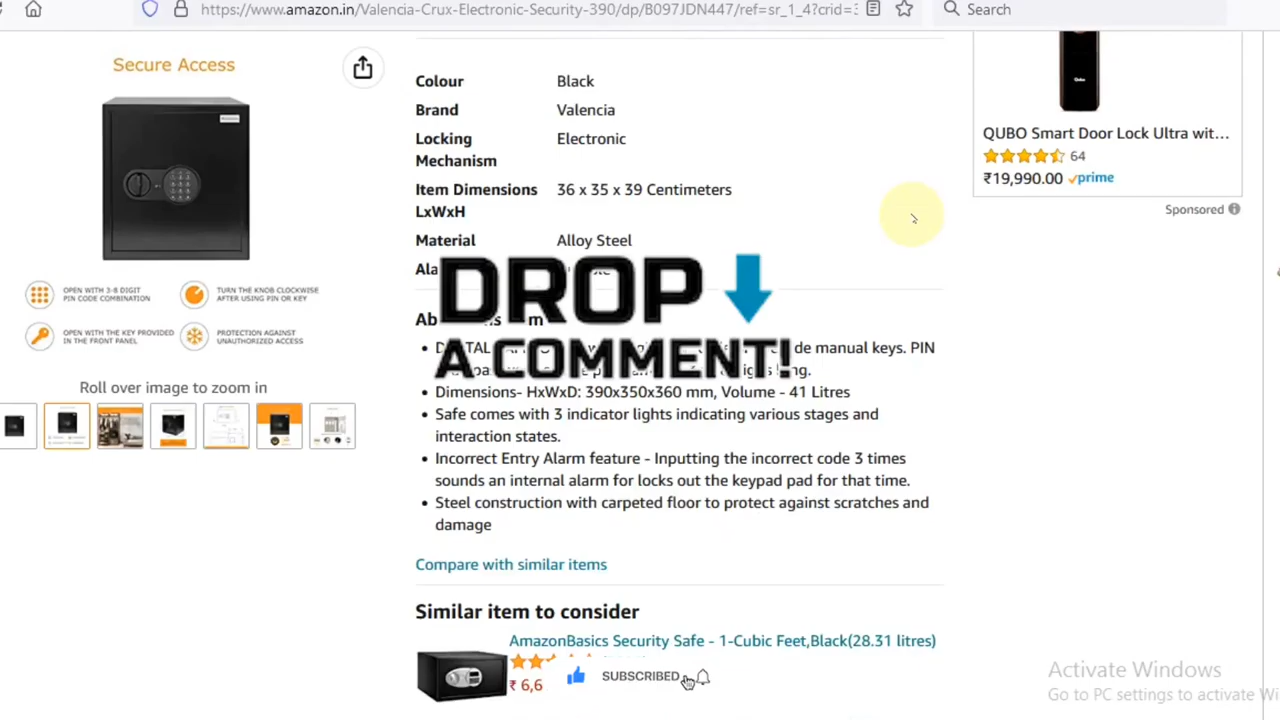 https://www.amazon.in/Valencia-Crux-Electronic-Security-390/dp/B097JDN447/ref=sr_1_4?crid=3
Search
Secure Access
OPEN WITH 3-8 DIGIT
PIN CODE COMBINATION
TURN THE KNOB CLOCKWISE
AFTER USING PIN OR KEY
OPEN WITH THE KEY PROVIDED
IN THE FRONT PANEL
PROTECTION AGAINST
UNAUTHORIZED ACCESS
Roll over image to zoom in
Colour Black
Brand Valencia
Locking Electronic
Mechanism
Item Dimensions 36 x 35 x 39 Centimeters
LxWxH
Material Alloy Steel
DROP
A COMMENT!
de manual keys. PIN
Dimensions- HxWxD: 390x350x360 mm, Volume - 41 Litres
Safe comes with 3 indicator lights indicating various stages and
interaction states.
Incorrect Entry Alarm feature - Inputting the incorrect code 3 times
sounds an internal alarm for locks out the keypad pad for that time.
Steel construction with carpeted floor to protect against scratches and
damage
Compare with similar items
Similar item to consider
AmazonBasics Security Safe - 1-Cubic Feet,Black(28.31 litres)
₹ 6,6
SUBSCRIBED
Qubo
QUBO Smart Door Lock Ultra wit...
64
₹19,990.00 prime
Sponsored
Activate Windows
Go to PC settings to activate Wi